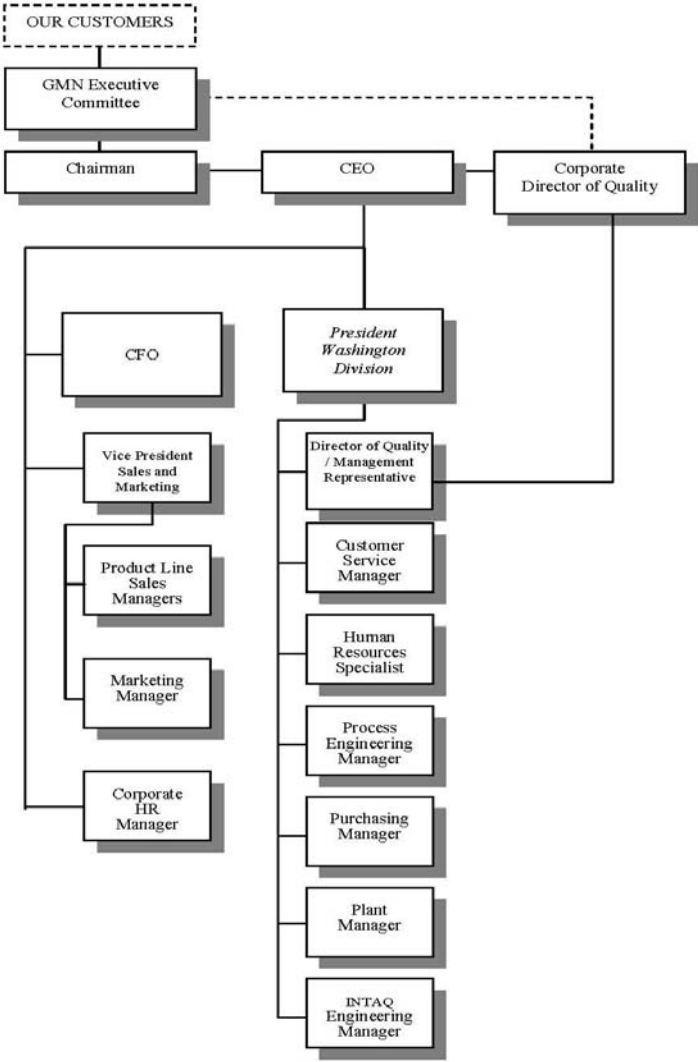 OUR CUSTOMERS
GMN Executive
Committee
Chairman
CEO
Corporate
Director of Quality
CFO
President
Washington
Division
Vice President
Sales and
Marketing
Product Line
Sales
Managers
Marketing
Manager
Corporate
HR
Manager
Director of Quality
/ Management
Representative
Customer
Service
Manager
Human
Resources
Specialist
Process
Engineering
Manager
Purchasing
Manager
Plant
Manager
INTAQ
Engineering
Manager